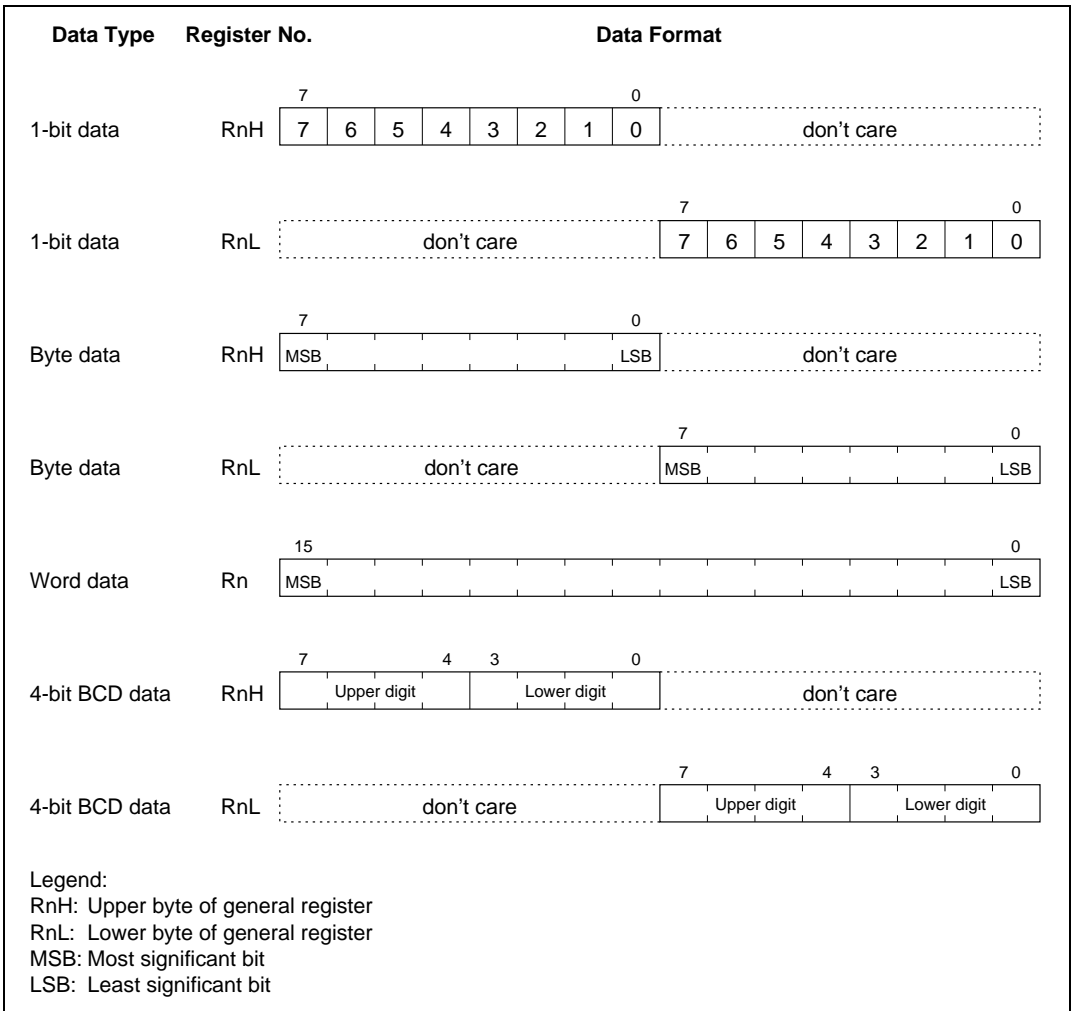 Data Type Register No. Data Format
7 0
1-bit data RnH 7 6 5 4 3 2 1 0 don't care
7 0
1-bit data RnL don't care 7 6 5 4 3 2 1 0
7 0
Byte data RnH MSB LSB don't care
7 0
Byte data RnL don't care MSB LSB
15 0
Word data Rn MSB LSB
7 4 3 0
4-bit BCD data RnH Upper digit Lower digit don't care
7 4 3 0
4-bit BCD data RnL don't care Upper digit Lower digit
Legend:
RnH: Upper byte of general register
RnL: Lower byte of general register
MSB: Most significant bit
LSB: Least significant bit